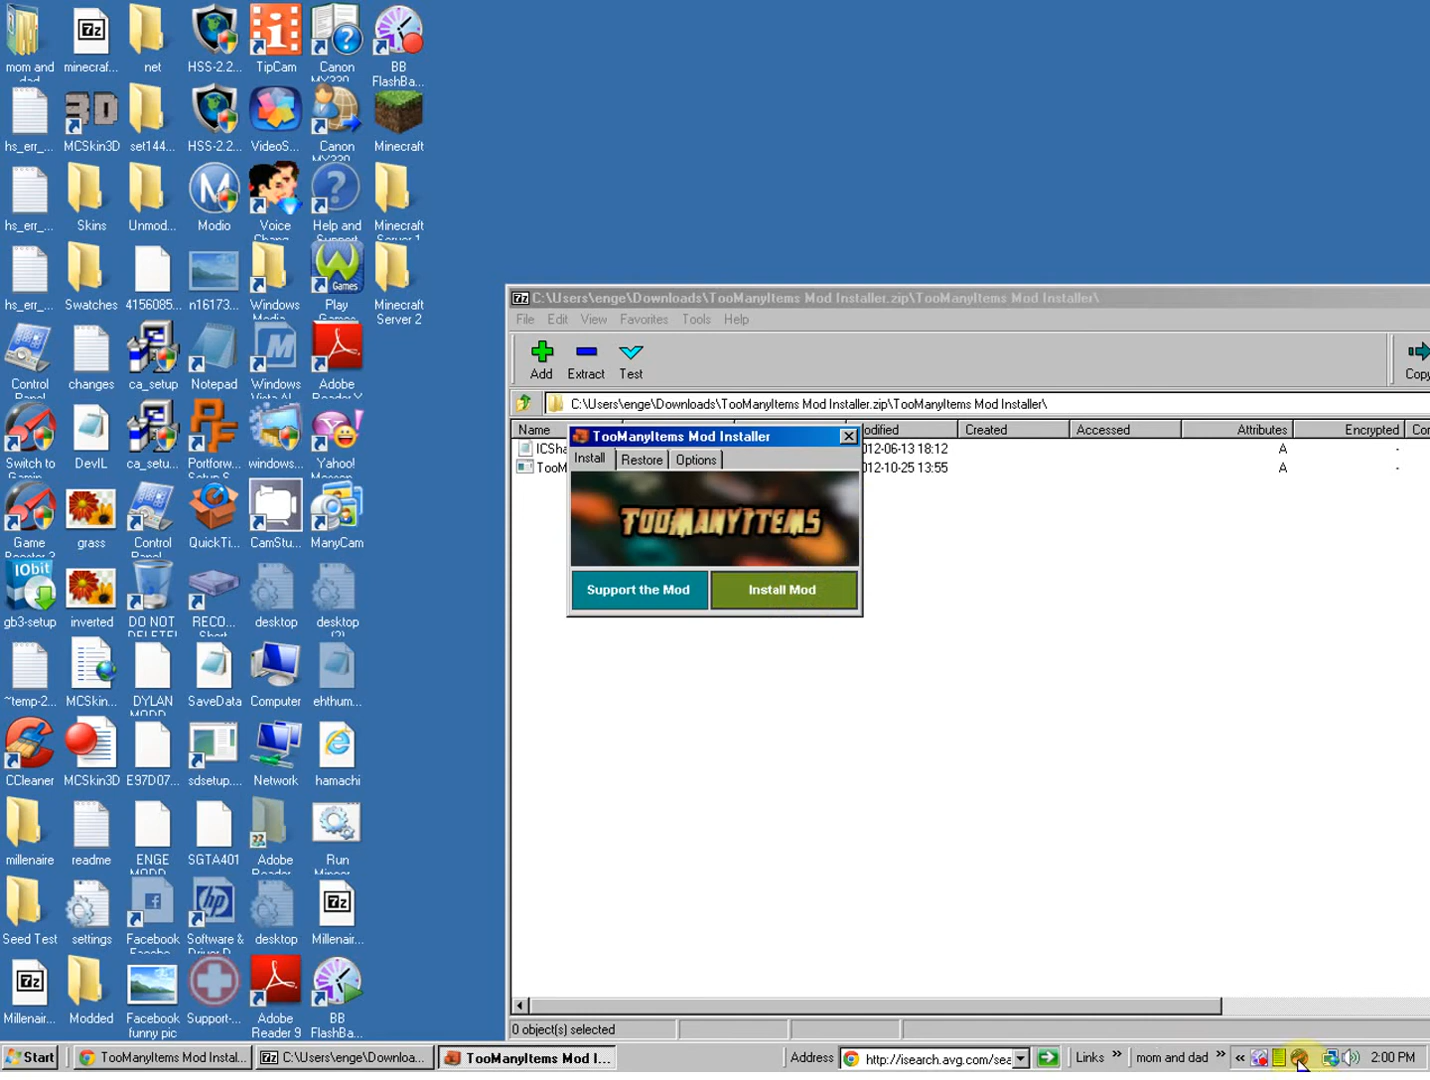 mom and dad
minecraf...
net
HSS-2.2...
TipCam
Canon
BB FlashBa...
hs_err_...
MCSkin3D
set144...
HSS-2.2...
VideoS...
Canon
Minecraft
hs_err_...
Skins
Unmod...
Modio
Voice
Help and
Minecraft
hs_err_...
Swatches
4156085...
n16173...
Windows
Play
Minecraft Server 2
Control
changes
ca_setup
Notepad
Windows
Adobe
Switch to
DevIL
ca_setu...
Portforw...
windows...
Yahoo!
Game
grass
Control
QuickTi...
CamStu...
ManyCam
gb3-setup
inverted
DO NOT
RECO...
desktop
desktop
~temp-2...
MCSkin...
DYLAN
SaveData
Computer
ehthum...
CCleaner
MCSkin3D
E97D07...
sdsetup....
Network
hamachi
millenaire
readme
ENGE
SGTA401
Adobe
Run
Seed Test
settings
Facebook
Software &
desktop
Millenair...
Millenair...
Modded
Facebook funny pic
Support-...
Adobe Reader 9
BB FlashBa...
C:\Users\enge\Downloads\TooManyItems Mod Installer.zip\TooManyItems Mod Installer\
File Edit View Favorites Tools Help
Add Extract Test Copy
C:\Users\enge\Downloads\TooManyItems Mod Installer.zip\TooManyItems Mod Installer\
Name odified Created Accessed Attributes Encrypted Cor
ICSha 012-06-13 18:12 A -
TooM 012-10-25 13:55 A -
TooManyItems Mod Installer
Install Restore Options
TOOMANYITEMS
Support the Mod Install Mod
0 object(s) selected
Start TooManyItems Mod Instal... C:\Users\enge\Downloa... TooManyItems Mod I... Address http://isearch.avg.com/sea Links » mom and dad » « 2:00 PM